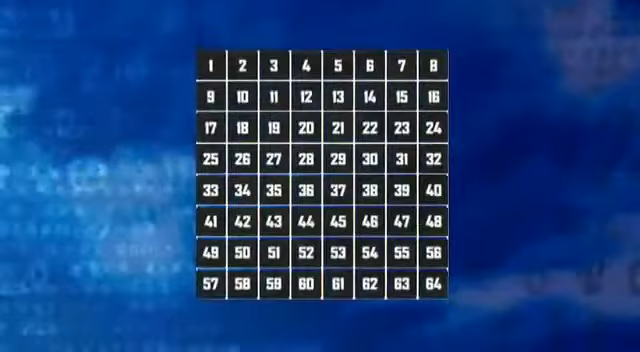 1 2 3 4 5 6 7 8
9 10 11 12 13 14 15 16
17 18 19 20 21 22 23 24
25 26 27 28 29 30 31 32
33 34 35 36 37 38 39 40
41 42 43 44 45 46 47 48
49 50 51 52 53 54 55 56
57 58 59 60 61 62 63 64